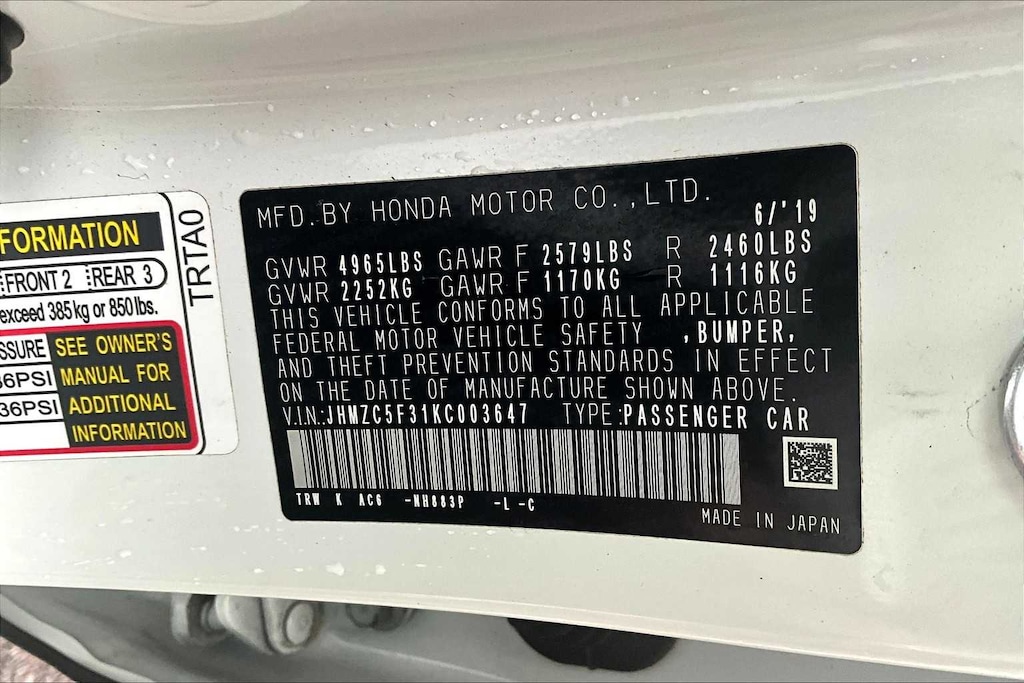 FORMATION
FRONT 2 REAR 3
exceed 385 kg or 850 lbs.
SSURE SEE OWNER'S
36PSI MANUAL FOR
36PSI ADDITIONAL
INFORMATION
TRTA0
MFD.BY HONDA MOTOR CO.,LTD.
6/'19
GVWR 4965LBS GAWR F 2579LBS R 2460LBS
GVWR 2252KG GAWR F 1170KG R 1116KG
THIS VEHICLE CONFORMS TO ALL APPLICABLE
FEDERAL MOTOR VEHICLE SAFETY ,BUMPER,
AND THEFT PREVENTION STANDARDS IN EFFECT
ON THE DATE OF MANUFACTURE SHOWN ABOVE.
V.I.N.:JHMZC5F31KC003647 TYPE:PASSENGER CAR
TRW K AC6 -NH883P -L -C
MADE IN JAPAN